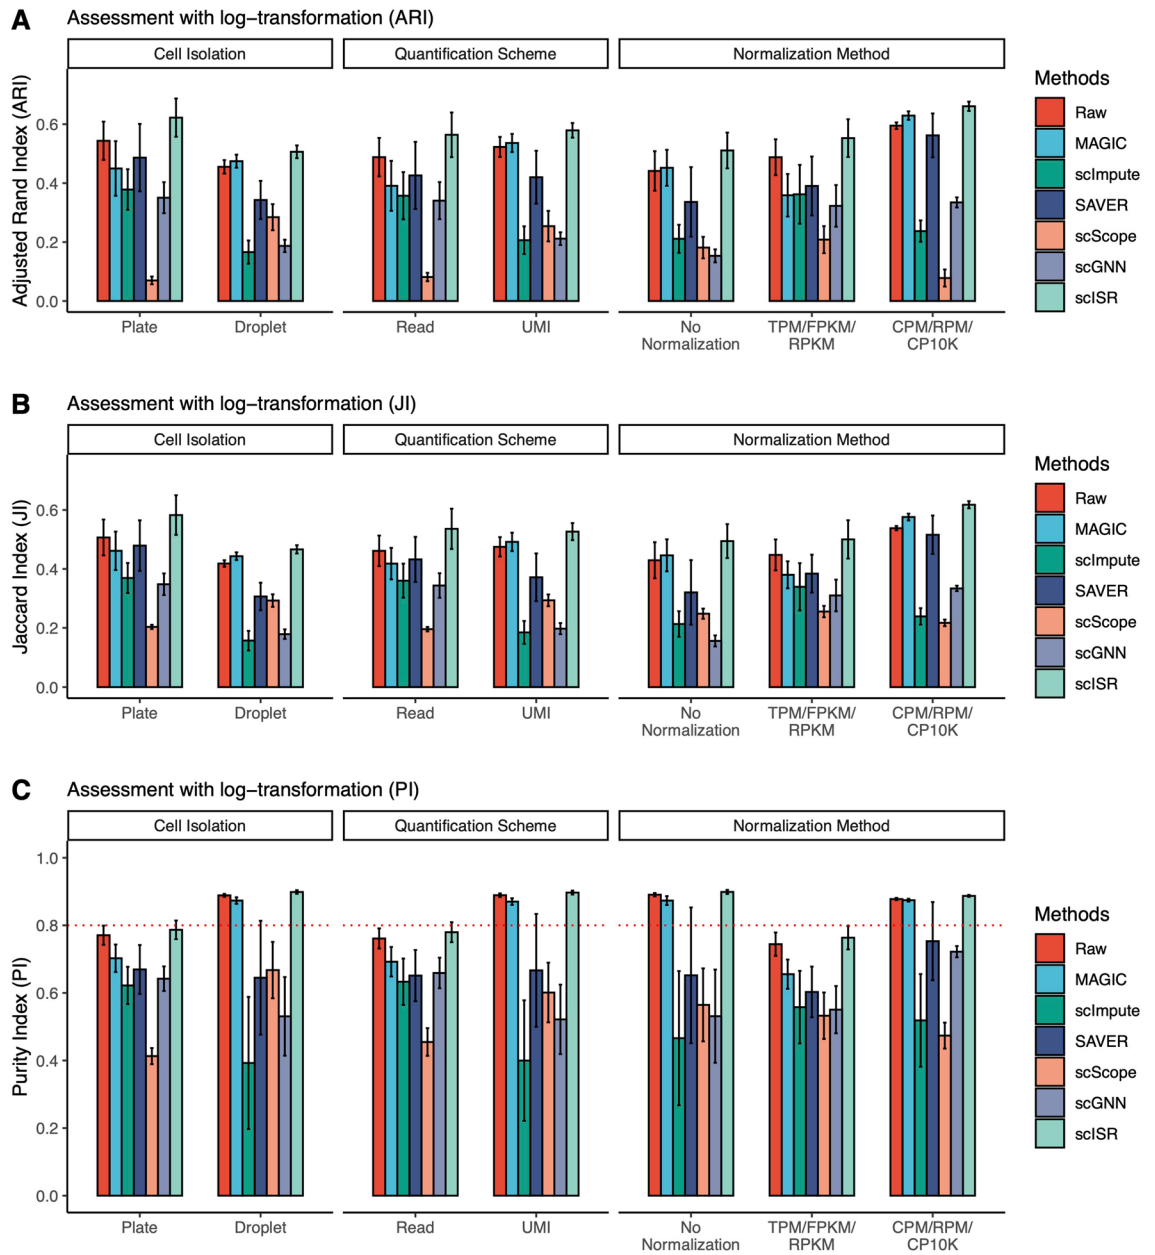 A Assessment with log−transformation (ARI)
Cell Isolation
Quantification Scheme
Normalization Method
Adjusted Rand Index (ARI)
0.6
0.4
0.2
0.0
Plate
Droplet
Read
UMI
No
Normalization
TPM/FPKM/
RPKM
CPM/RPM/
CP10K
Methods
Raw
MAGIC
scImpute
SAVER
scScope
scGNN
scISR
B Assessment with log−transformation (JI)
Cell Isolation
Quantification Scheme
Normalization Method
Jaccard Index (JI)
0.6
0.4
0.2
0.0
Plate
Droplet
Read
UMI
No
Normalization
TPM/FPKM/
RPKM
CPM/RPM/
CP10K
Methods
Raw
MAGIC
scImpute
SAVER
scScope
scGNN
scISR
C Assessment with log−transformation (PI)
Cell Isolation
Quantification Scheme
Normalization Method
Purity Index (PI)
1.0
0.8
0.6
0.4
0.2
0.0
Plate
Droplet
Read
UMI
No
Normalization
TPM/FPKM/
RPKM
CPM/RPM/
CP10K
Methods
Raw
MAGIC
scImpute
SAVER
scScope
scGNN
scISR